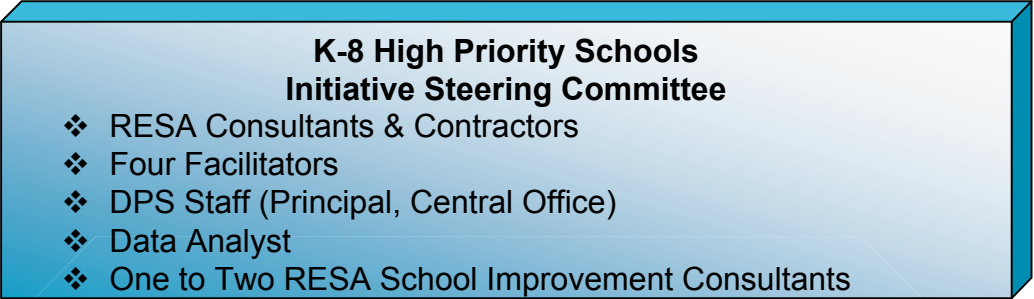 K-8 High Priority Schools
Initiative Steering Committee
❖ RESA Consultants & Contractors
❖ Four Facilitators
❖ DPS Staff (Principal, Central Office)
❖ Data Analyst
❖ One to Two RESA School Improvement Consultants